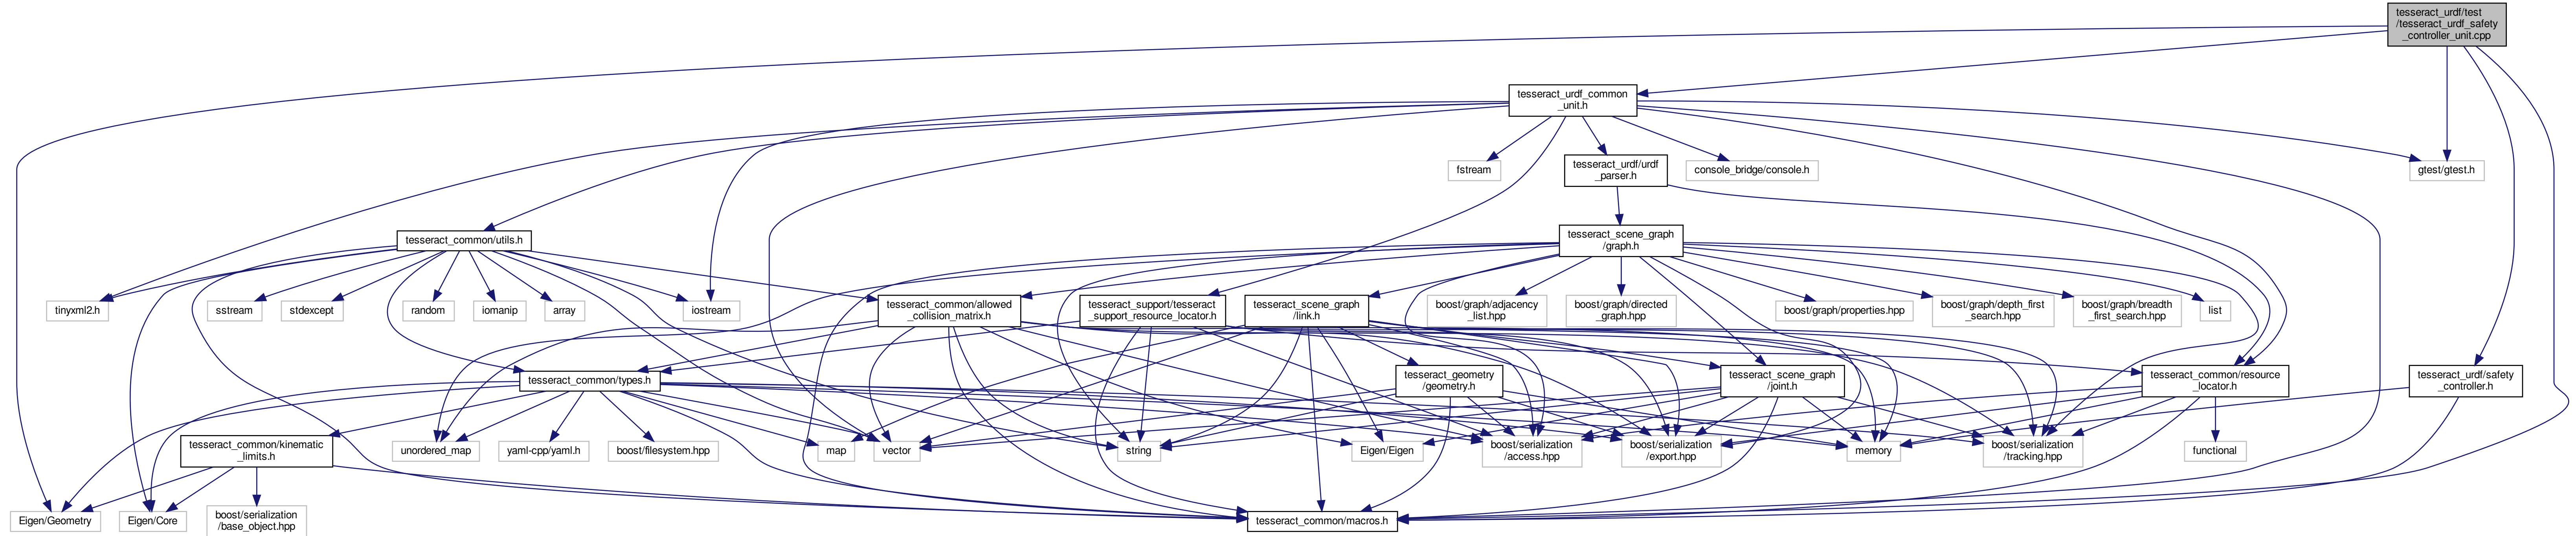 tesseract_urdf/test
/tesseract_urdf_safety
_controller_unit.cpp
tesseract_urdf_common
_unit.h
fstream
tesseract_urdf/urdf
_parser.h
console_bridge/console.h
gtest/gtest.h
tesseract_common/utils.h
tesseract_scene_graph
/graph.h
tinyxml2.h
sstream
stdexcept
random
iomanip
array
iostream
tesseract_common/allowed
_collision_matrix.h
tesseract_support/tesseract
_support_resource_locator.h
tesseract_scene_graph
/link.h
boost/graph/adjacency
_list.hpp
boost/graph/directed
_graph.hpp
boost/graph/properties.hpp
boost/graph/depth_first
_search.hpp
boost/graph/breadth
_first_search.hpp
list
tesseract_common/types.h
tesseract_geometry
/geometry.h
tesseract_scene_graph
/joint.h
tesseract_common/resource
_locator.h
tesseract_urdf/safety
_controller.h
tesseract_common/kinematic
_limits.h
unordered_map
yaml-cpp/yaml.h
boost/filesystem.hpp
map
vector
string
Eigen/Eigen
boost/serialization
/access.hpp
boost/serialization
/export.hpp
memory
boost/serialization
/tracking.hpp
functional
Eigen/Geometry
Eigen/Core
boost/serialization
/base_object.hpp
tesseract_common/macros.h